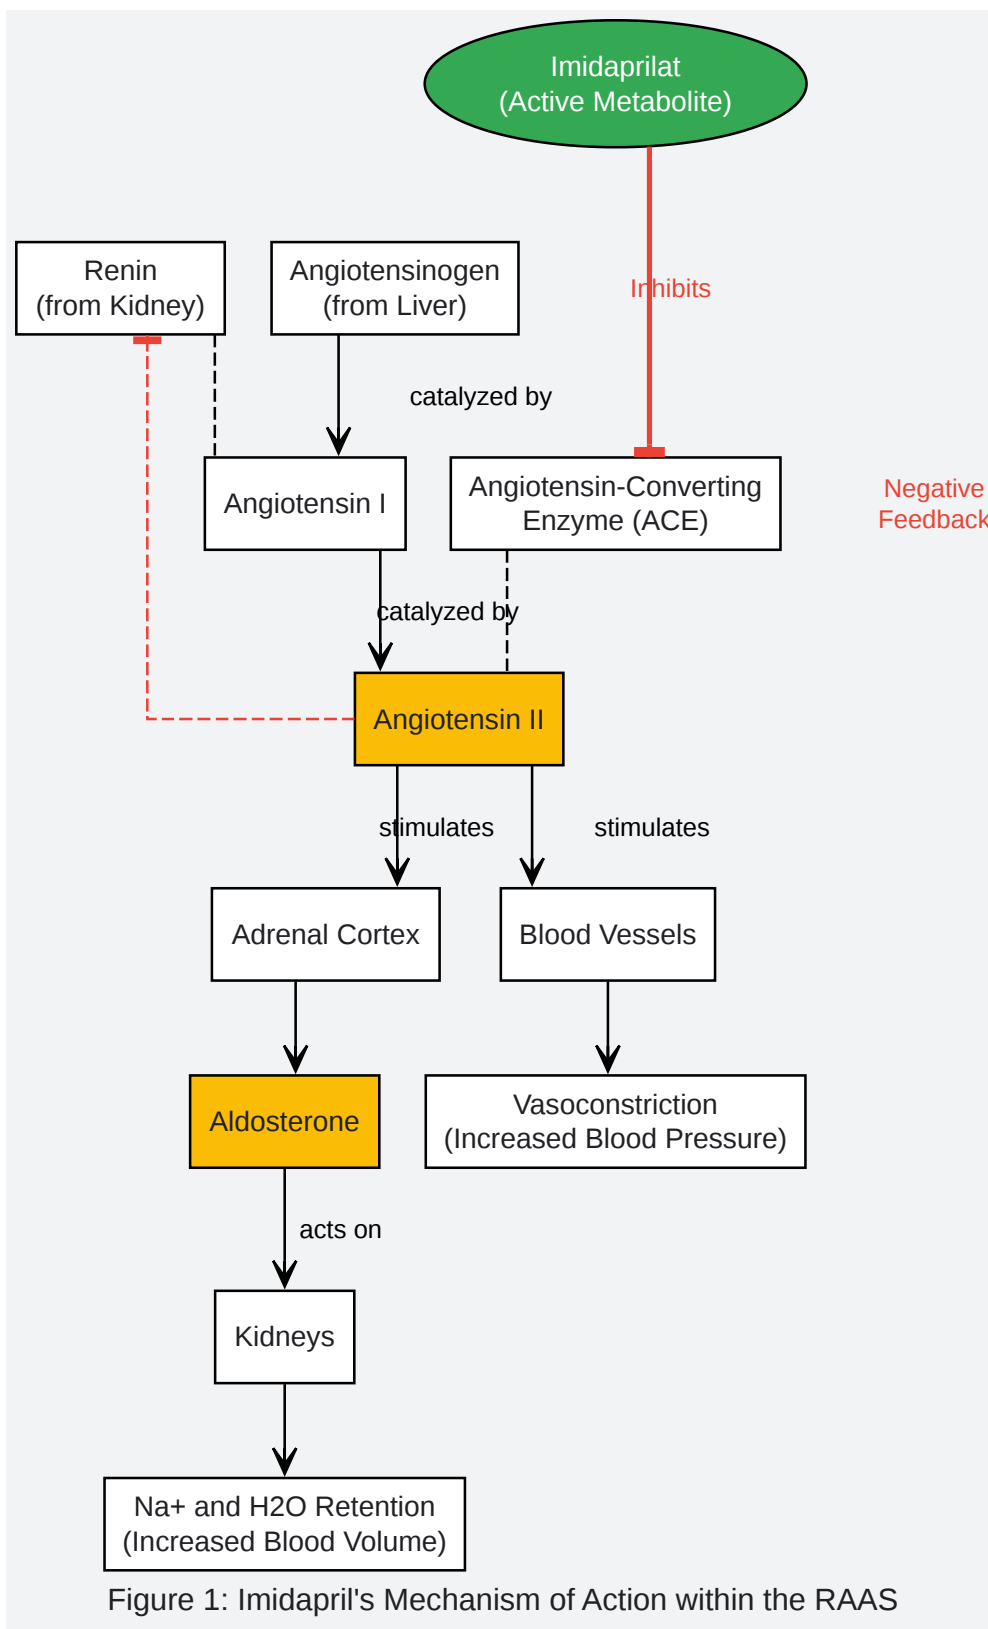 Imidaprilat
(Active Metabolite)
Renin
(from Kidney)
Angiotensinogen
(from Liver)
Inhibits
catalyzed by
Angiotensin I
Angiotensin-Converting
Enzyme (ACE)
Negative
Feedback
catalyzed by
Angiotensin II
stimulates
stimulates
Adrenal Cortex
Blood Vessels
Aldosterone
Vasoconstriction
(Increased Blood Pressure)
acts on
Kidneys
Na+ and H2O Retention
(Increased Blood Volume)
Figure 1: Imidapril's Mechanism of Action within the RAAS